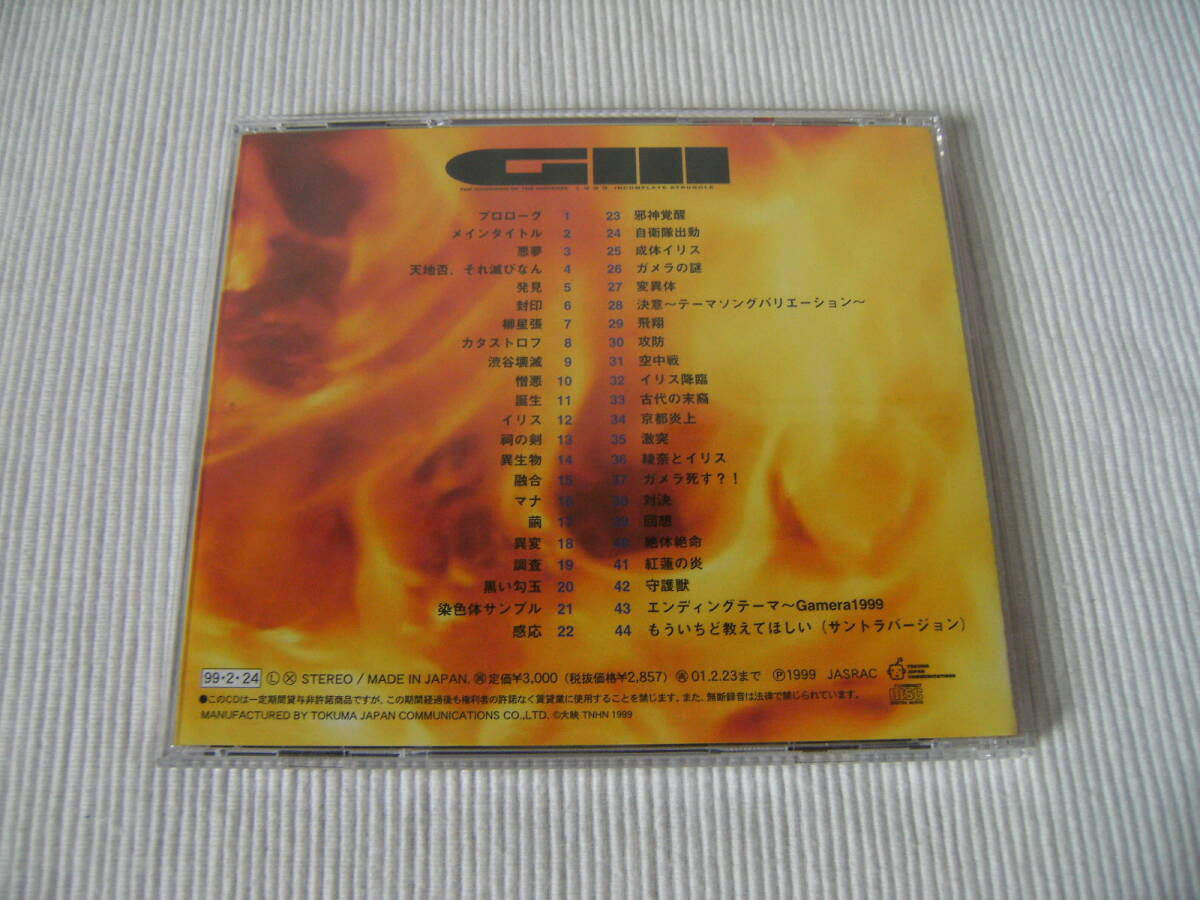 GIII
THE GUARDIAN OF THE UNIVERSE 1999 INCOMPLETE STRUGGLE
プロローグ 1
メインタイトル 2
悪夢 3
天地否、それ滅びなん 4
発見 5
封印 6
柳星張 7
カタストロフ 8
渋谷壊滅 9
憎悪 10
誕生 11
イリス 12
祠の剣 13
異生物 14
融合 15
マナ 16
繭 17
異変 18
調査 19
黒い勾玉 20
染色体サンプル 21
感応 22
23 邪神覚醒
24 自衛隊出動
25 成体イリス
26 ガメラの謎
27 変異体
28 決意〜テーマソングバリエーション〜
29 飛翔
30 攻防
31 空中戦
32 イリス降臨
33 古代の末裔
34 京都炎上
35 激突
36 綾奈とイリス
37 ガメラ死す?!
38 対決
39 回想
40 絶体絶命
41 紅蓮の炎
42 守護獣
43 エンディングテーマ〜Gamera1999
44 もういちど教えてほしい(サントラバージョン)
99・2・24 Ⓛ Ⓧ STEREO / MADE IN JAPAN. ㊢定価¥3,000(税抜価格¥2,857)㊢01.2.23まで Ⓟ1999 JASRAC
TOKUMA
JAPAN
COMMUNICATIONS
●このCDは一定期間貸与非許諾商品ですが、この期間経過後も権利者の許諾なく賃貸業に使用することを禁じます。また、無断録音は法律で禁じられています。
COMPACT
disc
DIGITAL AUDIO
MANUFACTURED BY TOKUMA JAPAN COMMUNICATIONS CO.,LTD. ©大映 TNHN 1999